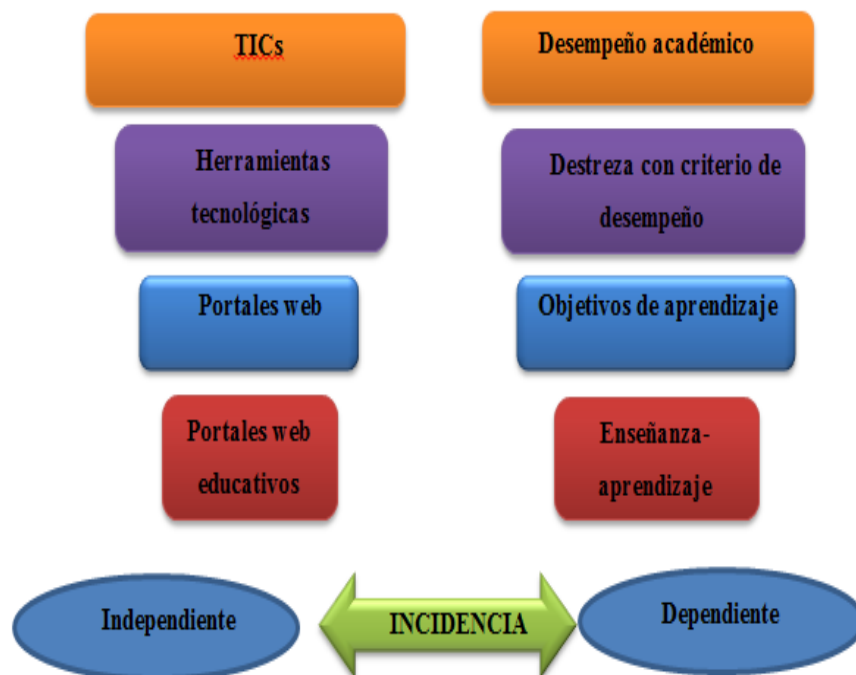 TICs
Desempeño académico
Herramientas
tecnológicas
Destreza con criterio de
desempeño
Portales web
Objetivos de aprendizaje
Portales web
educativos
Enseñanza-
aprendizaje
Independiente
INCIDENCIA
Dependiente